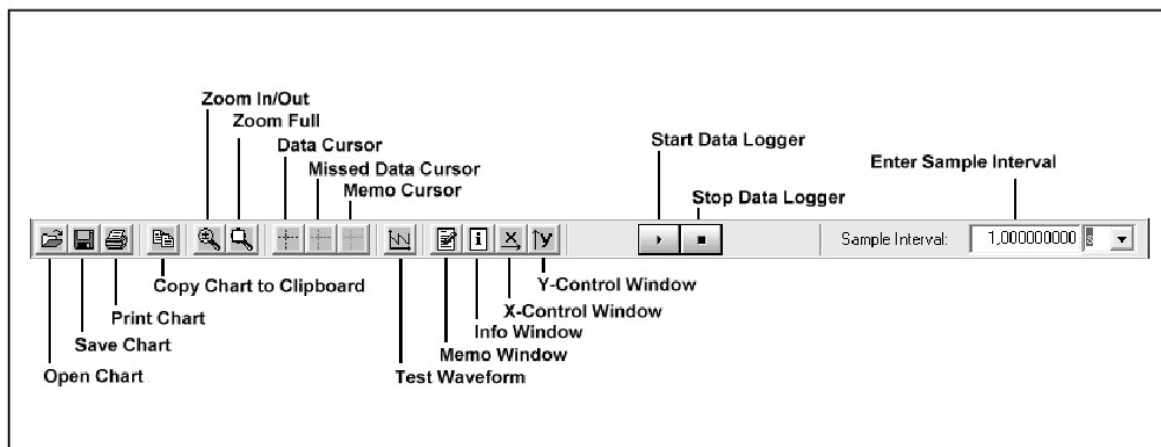 Zoom In/Out
Zoom Full
Data Cursor
Missed Data Cursor
Memo Cursor
Start Data Logger
Stop Data Logger
Enter Sample Interval
Sample Interval: 1,000000000 s
Copy Chart to Clipboard
Print Chart
Save Chart
Open Chart
Y-Control Window
X-Control Window
Info Window
Memo Window
Test Waveform